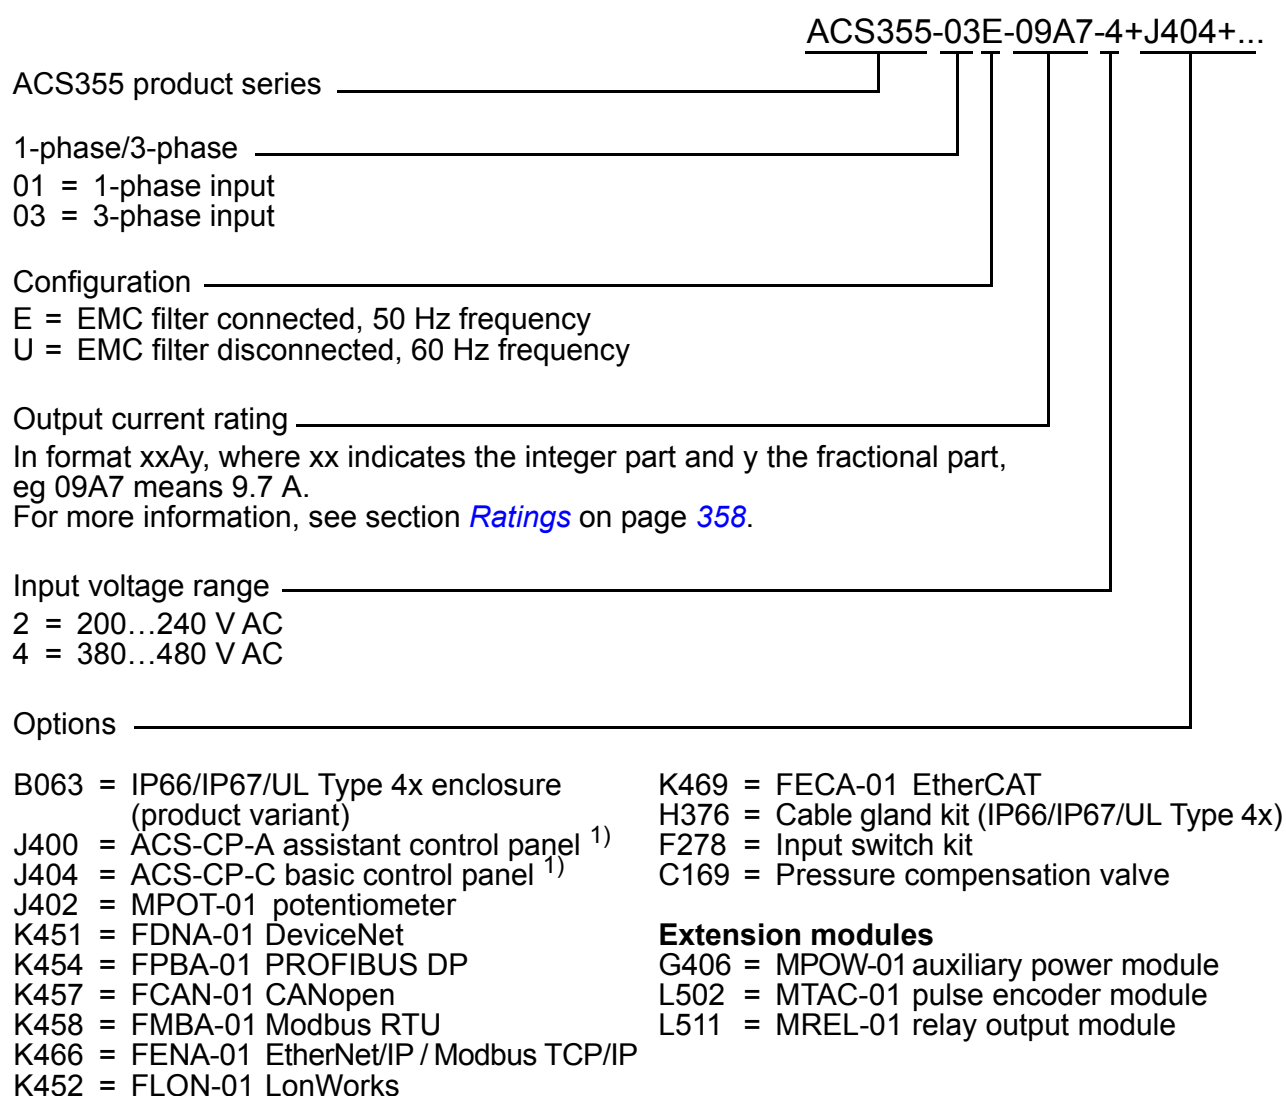 ACS355-03E-09A7-4+J404+...
ACS355 product series
1-phase/3-phase
01 = 1-phase input
03 = 3-phase input
Configuration
E = EMC filter connected, 50 Hz frequency
U = EMC filter disconnected, 60 Hz frequency
Output current rating
In format xxAy, where xx indicates the integer part and y the fractional part,
eg 09A7 means 9.7 A.
For more information, see section Ratings on page 358.
Input voltage range
2 = 200…240 V AC
4 = 380…480 V AC
Options
B063 = IP66/IP67/UL Type 4x enclosure
(product variant)
J400 = ACS-CP-A assistant control panel 1)
J404 = ACS-CP-C basic control panel 1)
J402 = MPOT-01 potentiometer
K451 = FDNA-01 DeviceNet
K454 = FPBA-01 PROFIBUS DP
K457 = FCAN-01 CANopen
K458 = FMBA-01 Modbus RTU
K466 = FENA-01 EtherNet/IP / Modbus TCP/IP
K452 = FLON-01 LonWorks
K469 = FECA-01 EtherCAT
H376 = Cable gland kit (IP66/IP67/UL Type 4x)
F278 = Input switch kit
C169 = Pressure compensation valve
Extension modules
G406 = MPOW-01 auxiliary power module
L502 = MTAC-01 pulse encoder module
L511 = MREL-01 relay output module